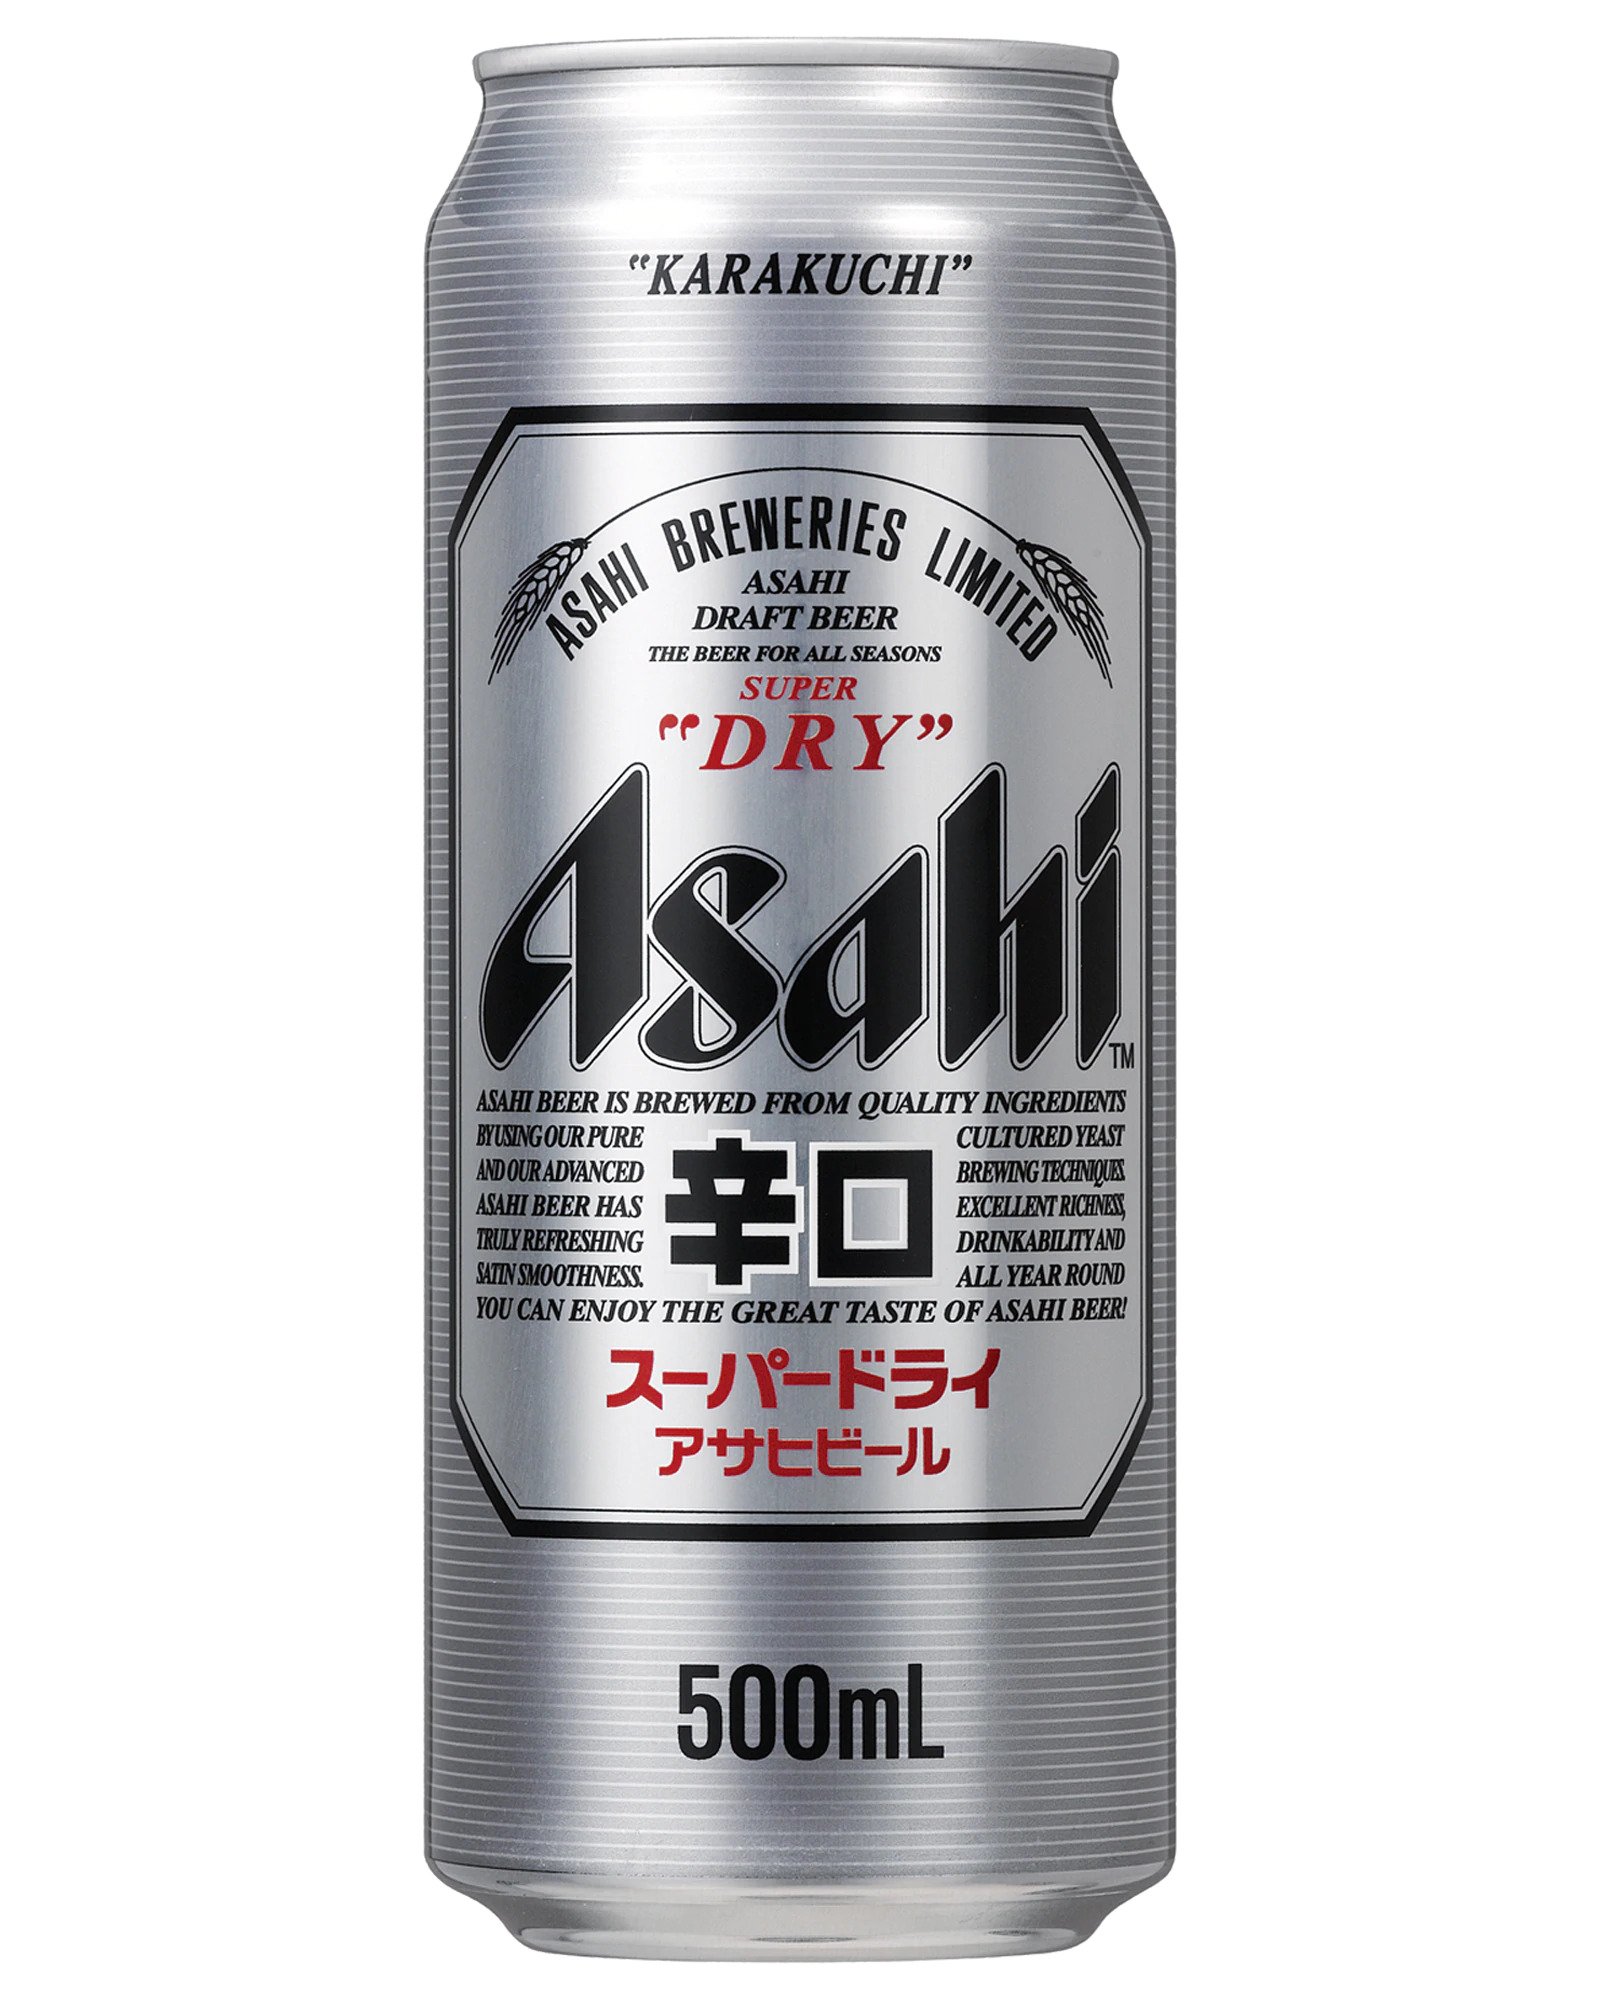 “KARAKUCHI”
ASAHI BREWERIES LIMITED
ASAHI
DRAFT BEER
THE BEER FOR ALL SEASONS
SUPER
“DRY”
Asahi TM
ASAHI BEER IS BREWED FROM QUALITY INGREDIENTS
BY USING OUR PURE CULTURED YEAST
AND OUR ADVANCED BREWING TECHNIQUES.
ASAHI BEER HAS EXCELLENT RICHNESS,
TRULY REFRESHING DRINKABILITY AND
SATIN SMOOTHNESS. ALL YEAR ROUND
辛口
YOU CAN ENJOY THE GREAT TASTE OF ASAHI BEER!
スーパードライ
アサヒビール
500mL